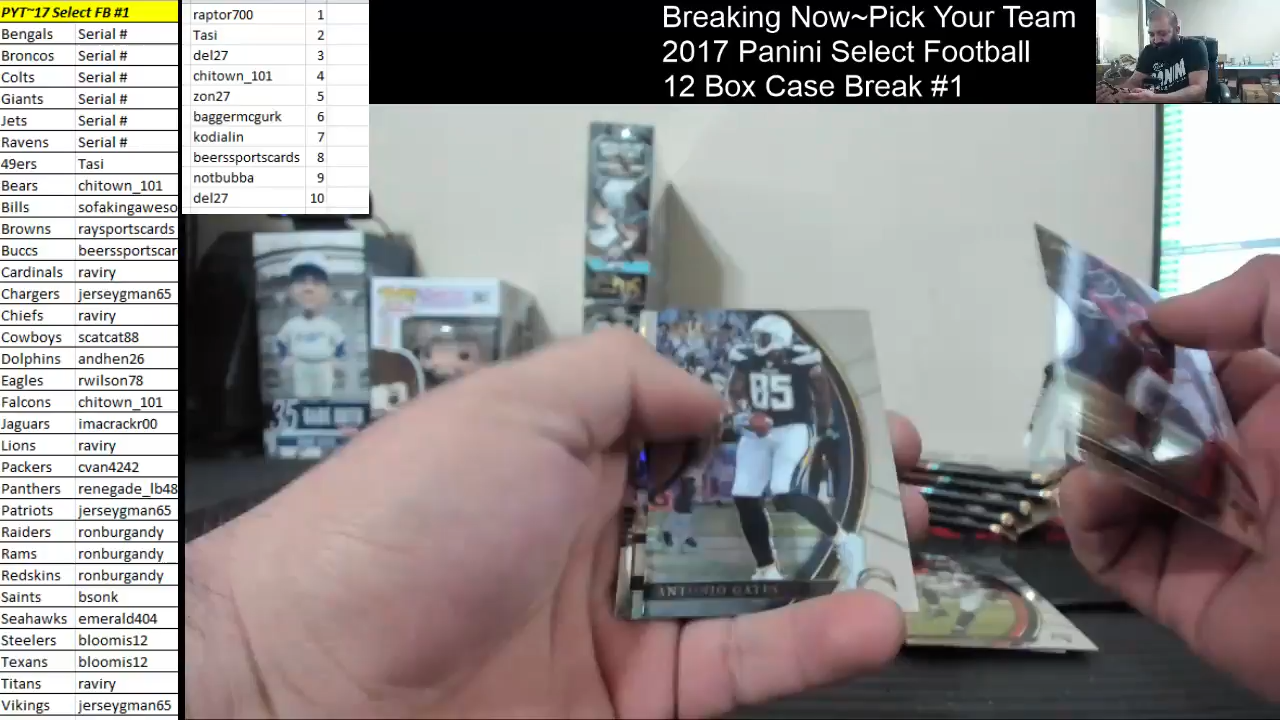 PYT~17 Select FB #1
Bengals Serial #
Broncos Serial #
Colts Serial #
Giants Serial #
Jets Serial #
Ravens Serial #
49ers Tasi
Bears chitown_101
Bills sofakingaweso
Browns raysportscards
Buccs beerssportscar
Cardinals raviry
Chargers jerseygman65
Chiefs raviry
Cowboys scatcat88
Dolphins andhen26
Eagles rwilson78
Falcons chitown_101
Jaguars imacrackr00
Lions raviry
Packers cvan4242
Panthers renegade_lb48
Patriots jerseygman65
Raiders ronburgandy
Rams ronburgandy
Redskins ronburgandy
Saints bsonk
Seahawks emerald404
Steelers bloomis12
Texans bloomis12
Titans raviry
Vikings jerseygman65
raptor700 1
Tasi 2
del27 3
chitown_101 4
zon27 5
baggermcgurk 6
kodialin 7
beerssportscards 8
notbubba 9
del27 10
Breaking Now~Pick Your Team
2017 Panini Select Football
12 Box Case Break #1
85
ANTONIO GATES
35